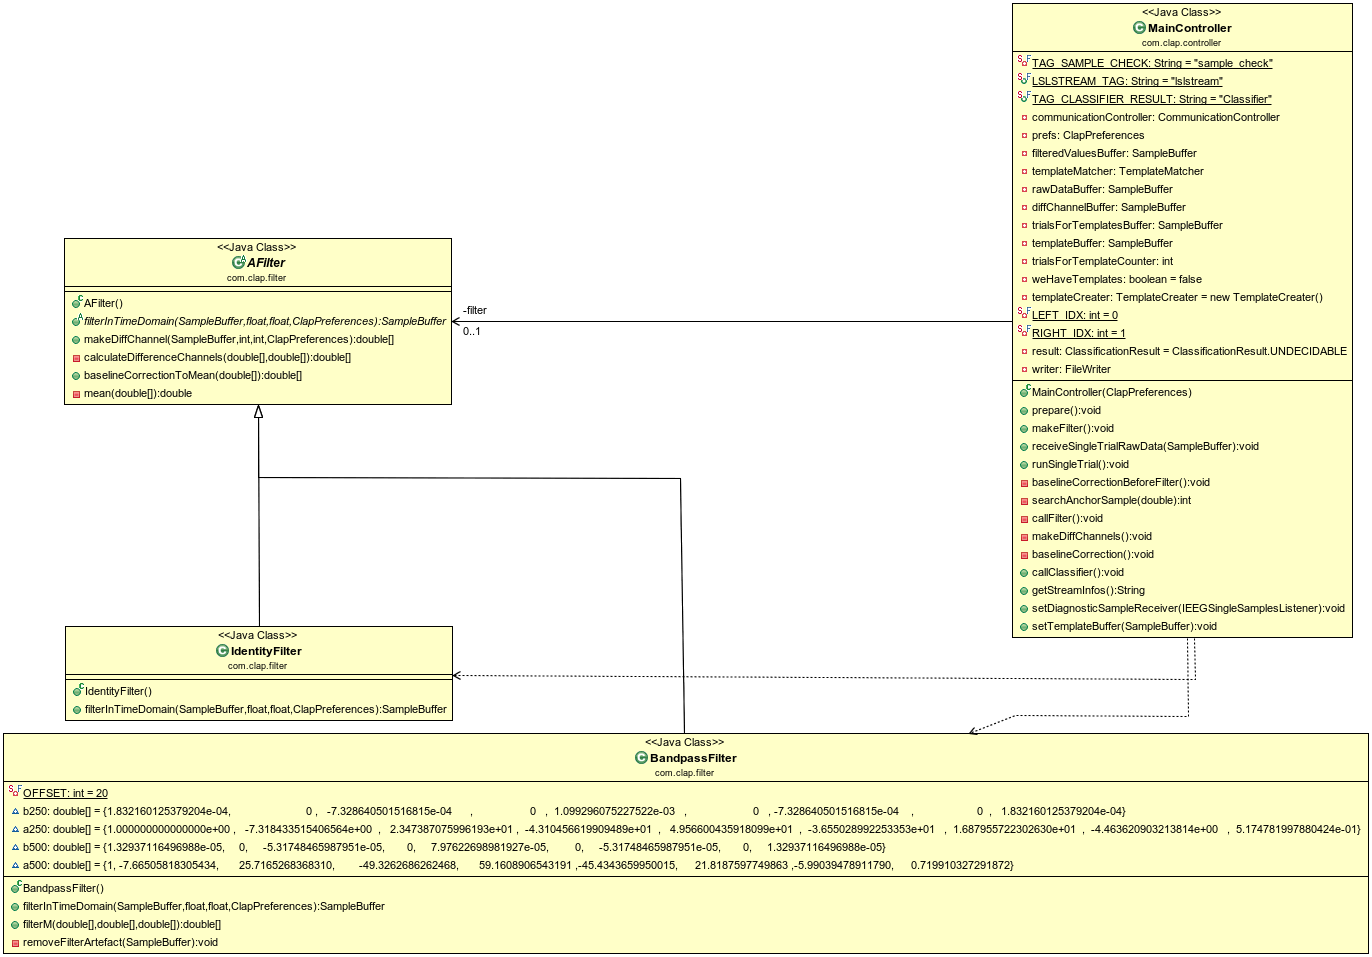 <<Java Class>>
MainController
com.clap.controller
TAG_SAMPLE_CHECK: String = "sample_check"
LSLSTREAM_TAG: String = "lslstream"
TAG_CLASSIFIER_RESULT: String = "Classifier"
communicationController: CommunicationController
prefs: ClapPreferences
filteredValuesBuffer: SampleBuffer
templateMatcher: TemplateMatcher
rawDataBuffer: SampleBuffer
diffChannelBuffer: SampleBuffer
trialsForTemplatesBuffer: SampleBuffer
templateBuffer: SampleBuffer
trialsForTemplateCounter: int
weHaveTemplates: boolean = false
templateCreater: TemplateCreater = new TemplateCreater()
LEFT_IDX: int = 0
RIGHT_IDX: int = 1
result: ClassificationResult = ClassificationResult.UNDECIDABLE
writer: FileWriter
MainController(ClapPreferences)
prepare():void
makeFilter():void
receiveSingleTrialRawData(SampleBuffer):void
runSingleTrial():void
baselineCorrectionBeforeFilter():void
searchAnchorSample(double):int
callFilter():void
makeDiffChannels():void
baselineCorrection():void
callClassifier():void
getStreamInfos():String
setDiagnosticSampleReceiver(IEEGSingleSamplesListener):void
setTemplateBuffer(SampleBuffer):void
<<Java Class>>
AFilter
com.clap.filter
AFilter()
filterInTimeDomain(SampleBuffer,float,float,ClapPreferences):SampleBuffer
makeDiffChannel(SampleBuffer,int,int,ClapPreferences):double[]
calculateDifferenceChannels(double[],double[]):double[]
baselineCorrectionToMean(double[]):double[]
mean(double[]):double
-filter
0..1
<<Java Class>>
IdentityFilter
com.clap.filter
IdentityFilter()
filterInTimeDomain(SampleBuffer,float,float,ClapPreferences):SampleBuffer
<<Java Class>>
BandpassFilter
com.clap.filter
OFFSET: int = 20
b250: double[] = {1.832160125379204e-04, 0 , -7.328640501516815e-04 , 0 , 1.099296075227522e-03 , 0 , -7.328640501516815e-04 , 0 , 1.832160125379204e-04}
a250: double[] = {1.000000000000000e+00 , -7.318433515406564e+00 , 2.347387075996193e+01 , -4.310456619909489e+01 , 4.956600435918099e+01 , -3.655028992253353e+01 , 1.687955722302630e+01 , -4.463620903213814e+00 , 5.174781997880424e-01}
b500: double[] = {1.32937116496988e-05, 0, -5.31748465987951e-05, 0, 7.97622698981927e-05, 0, -5.31748465987951e-05, 0, 1.32937116496988e-05}
a500: double[] = {1, -7.66505818305434, 25.7165268368310, -49.3262686262468, 59.1608906543191 ,-45.4343659950015, 21.8187597749863 ,-5.99039478911790, 0.719910327291872}
BandpassFilter()
filterInTimeDomain(SampleBuffer,float,float,ClapPreferences):SampleBuffer
filterM(double[],double[],double[]):double[]
removeFilterArtefact(SampleBuffer):void